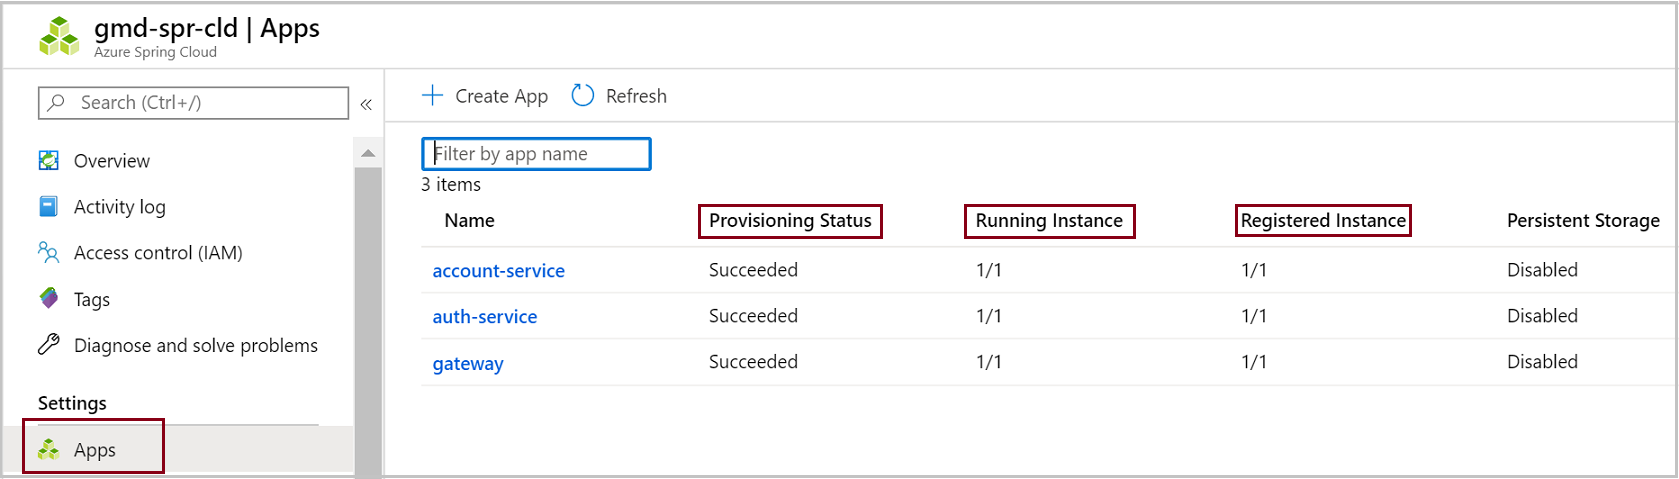 gmd-spr-cld | Apps
Azure Spring Cloud
Search (Ctrl+/)
«
Overview
Activity log
Access control (IAM)
Tags
Diagnose and solve problems
Settings
Apps
Create App
Refresh
Filter by app name
3 items
Name Provisioning Status Running Instance Registered Instance Persistent Storage
account-service Succeeded 1/1 1/1 Disabled
auth-service Succeeded 1/1 1/1 Disabled
gateway Succeeded 1/1 1/1 Disabled